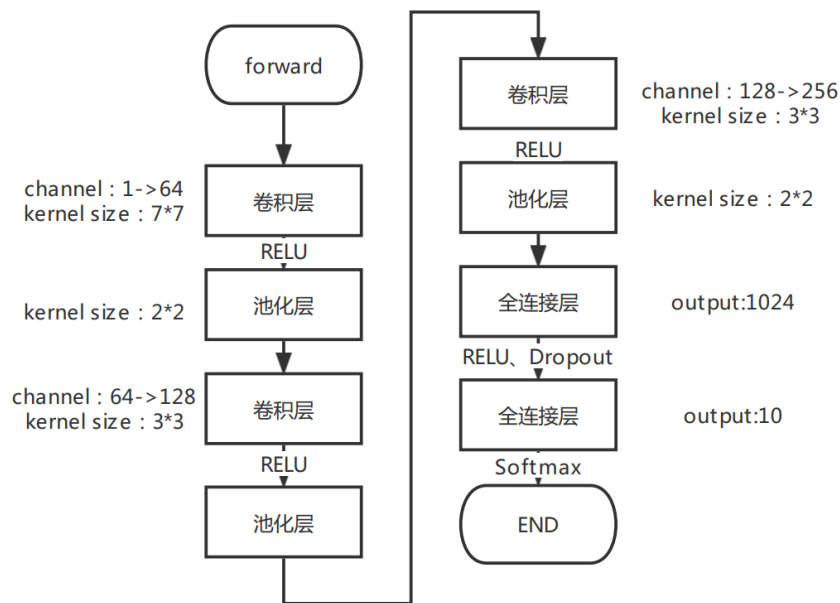 forward
channel : 1->64
kernel size : 7*7
卷积层
RELU
kernel size : 2*2
池化层
channel : 64->128
kernel size : 3*3
卷积层
RELU
池化层
卷积层
channel : 128->256
kernel size : 3*3
RELU
池化层
kernel size : 2*2
全连接层
output:1024
RELU、Dropout
全连接层
output:10
Softmax
END